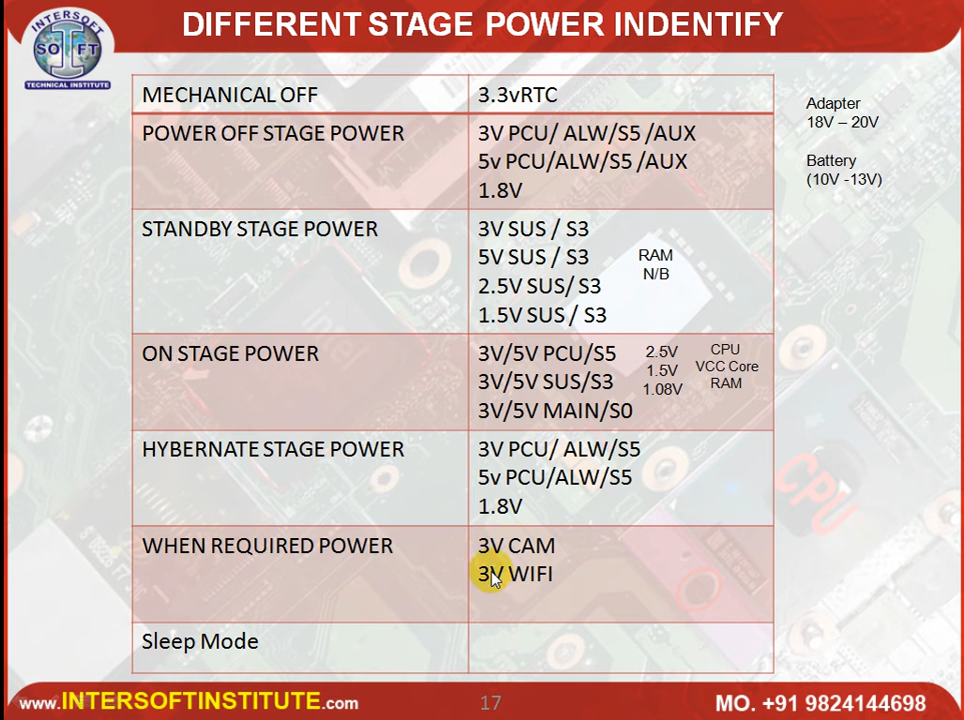 INTERSOFT
SOFT
TECHNICAL INSTITUTE
DIFFERENT STAGE POWER INDENTIFY
MECHANICAL OFF
3.3vRTC
Adapter
18V – 20V
Battery
(10V -13V)
POWER OFF STAGE POWER
3V PCU/ ALW/S5 /AUX
5v PCU/ALW/S5 /AUX
1.8V
STANDBY STAGE POWER
3V SUS / S3
5V SUS / S3
2.5V SUS/ S3
1.5V SUS / S3
RAM
N/B
ON STAGE POWER
3V/5V PCU/S5
3V/5V SUS/S3
3V/5V MAIN/S0
2.5V
1.5V
1.08V
CPU
VCC Core
RAM
HYBERNATE STAGE POWER
3V PCU/ ALW/S5
5v PCU/ALW/S5
1.8V
WHEN REQUIRED POWER
3V CAM
3V WIFI
Sleep Mode
CPU
www.INTERSOFTINSTITUTE.com
17
MO. +91 9824144698